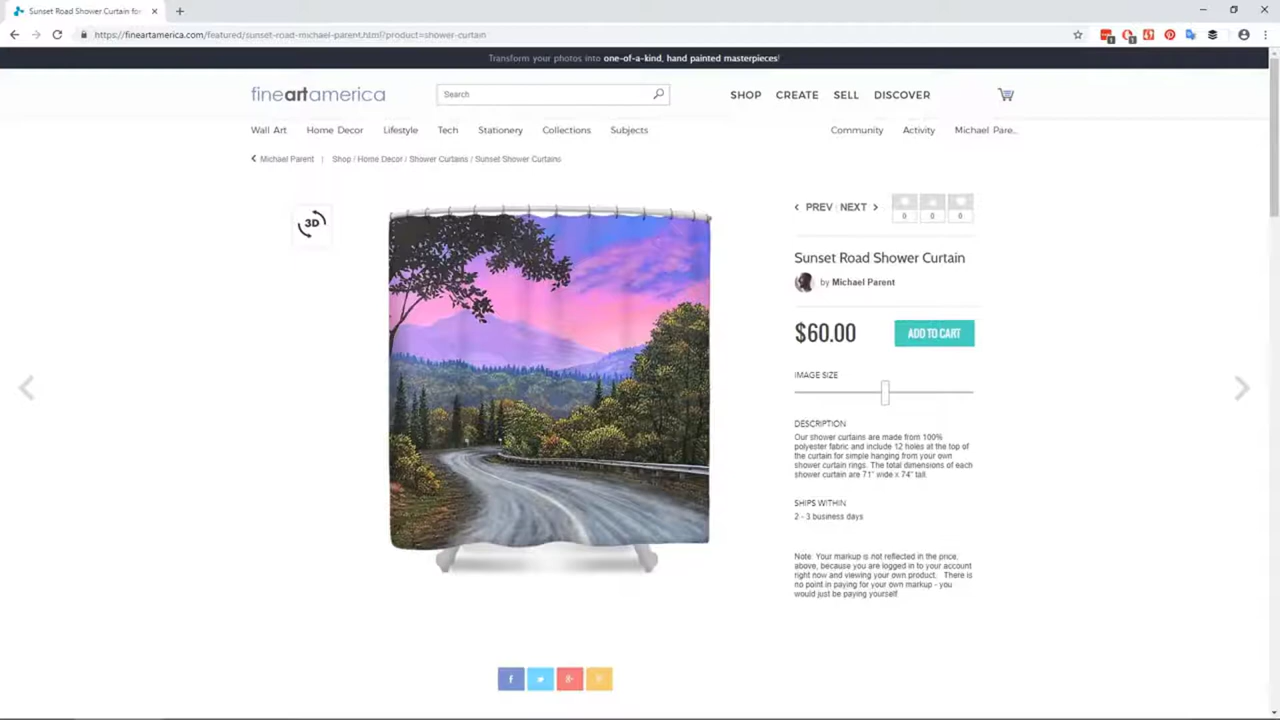 Sunset Road Shower Curtain for
https://fineartamerica.com/featured/sunset-road-michael-parent.html?product=shower-curtain
Transform your photos into one-of-a-kind, hand painted masterpieces!
fineartamerica
Search
SHOP CREATE SELL DISCOVER
Wall Art Home Decor Lifestyle Tech Stationery Collections Subjects
Community Activity Michael Pare...
Michael Parent | Shop / Home Decor / Shower Curtains / Sunset Shower Curtains
3D
PREV / NEXT
0 0 0
Sunset Road Shower Curtain
by Michael Parent
$60.00 ADD TO CART
IMAGE SIZE
DESCRIPTION
Our shower curtains are made from 100%
polyester fabric and include 12 holes at the top of
the curtain for simple hanging from your own
shower curtain rings. The total dimensions of each
shower curtain are 71" wide x 74" tall.
SHIPS WITHIN
2 - 3 business days
Note: Your markup is not reflected in the price,
above, because you are logged in to your account
right now and viewing your own product. There is
no point in paying for your own markup - you
would just be paying yourself